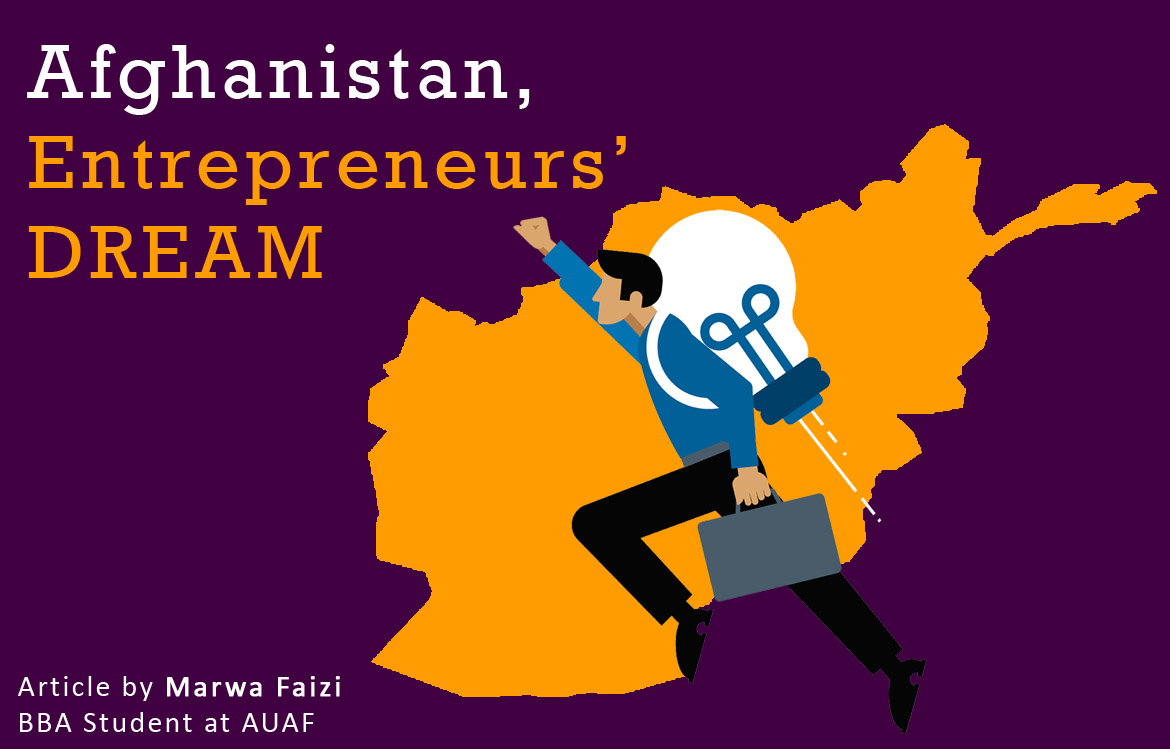 Afghanistan,
Entrepreneurs’
DREAM
Article by Marwa Faizi
BBA Student at AUAF